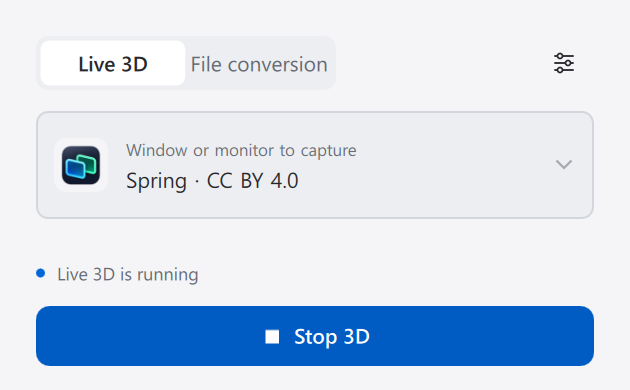 Live 3D
File conversion
Window or monitor to capture
Spring · CC BY 4.0
Live 3D is running
Stop 3D